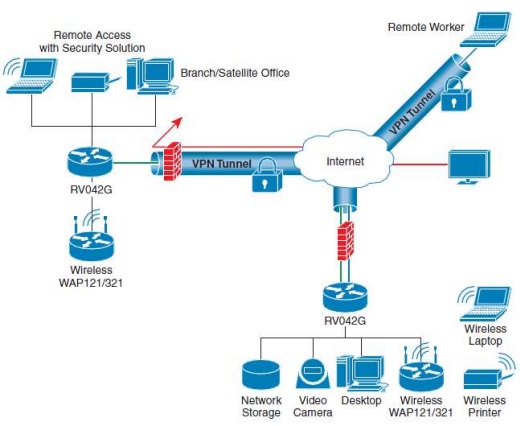 Remote Access
with Security Solution
Remote Worker
Branch/Satellite Office
VPN Tunnel
VPN Tunnel
Internet
RV042G
Wireless
WAP121/321
RV042G
Wireless
Laptop
Network
Storage
Video
Camera
Desktop
Wireless
WAP121/321
Wireless
Printer